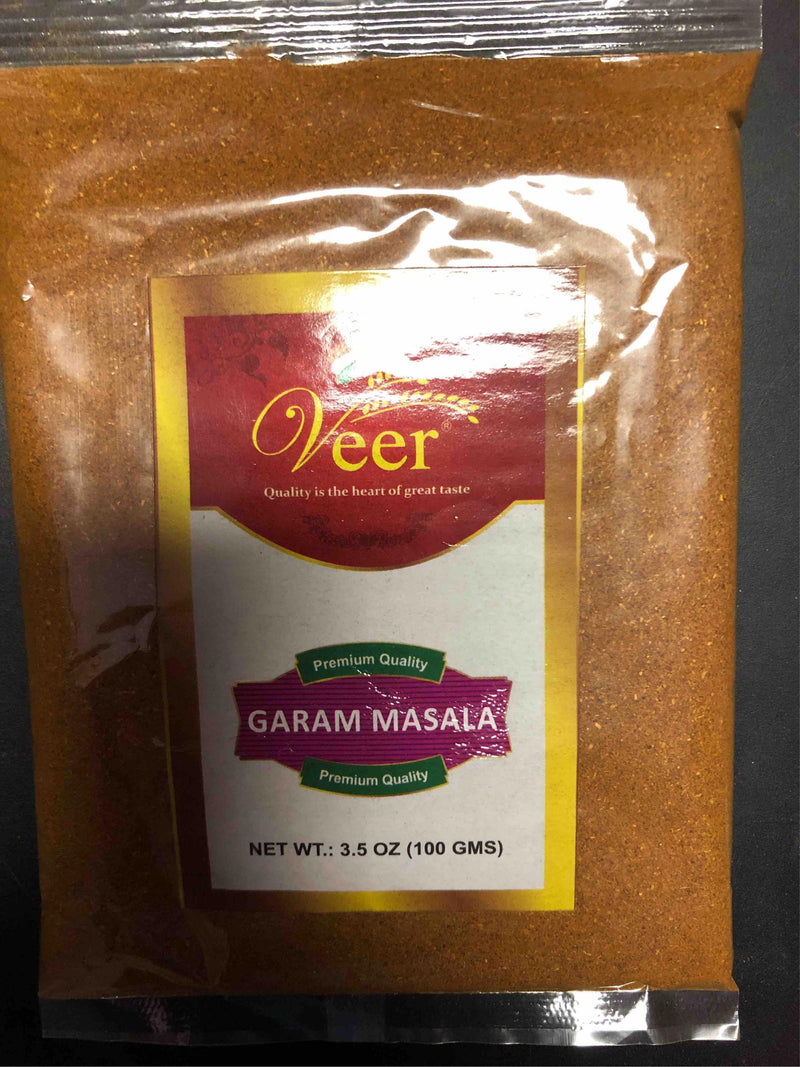 Veer®
Quality is the heart of great taste
Premium Quality
GARAM MASALA
Premium Quality
NET WT.: 3.5 OZ (100 GMS)